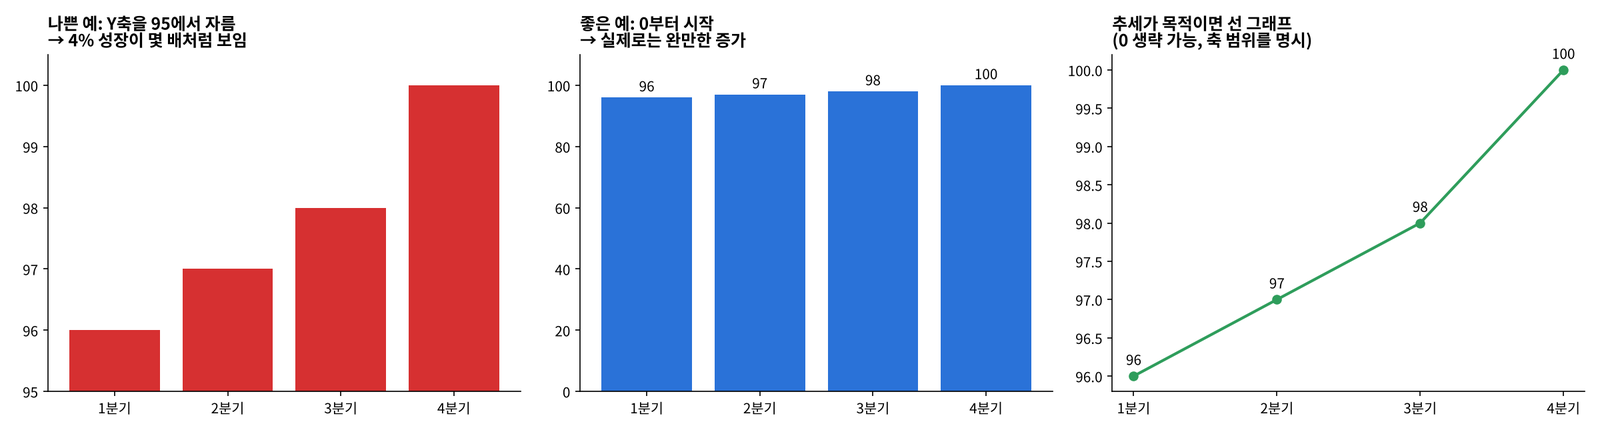 나쁜 예: Y축을 95에서 자름
→ 4% 성장이 몇 배처럼 보임
100
99
98
97
96
95
1분기 2분기 3분기 4분기
좋은 예: 0부터 시작
→ 실제로는 완만한 증가
96 97 98 100
100
80
60
40
20
0
1분기 2분기 3분기 4분기
추세가 목적이면 선 그래프
(0 생략 가능, 축 범위를 명시)
100
98
97
96
100.0
99.5
99.0
98.5
98.0
97.5
97.0
96.5
96.0
1분기 2분기 3분기 4분기